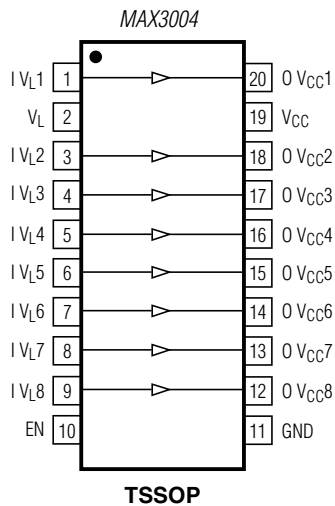 MAX3004
I VL1 1 20 O VCC1
VL 2 19 VCC
I VL2 3 18 O VCC2
I VL3 4 17 O VCC3
I VL4 5 16 O VCC4
I VL5 6 15 O VCC5
I VL6 7 14 O VCC6
I VL7 8 13 O VCC7
I VL8 9 12 O VCC8
EN 10 11 GND
TSSOP